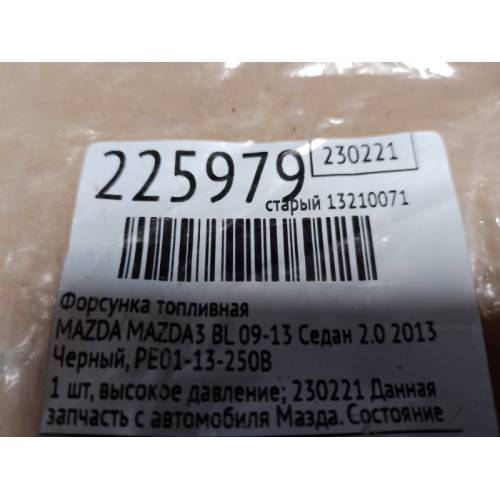 225979
230221
старый 13210071
Форсунка топливная
MAZDA MAZDA3 BL 09-13 Седан 2.0 2013
Черный, PE01-13-250B
1 шт, высокое давление; 230221 Данная
запчасть с автомобиля Мазда. Состояние